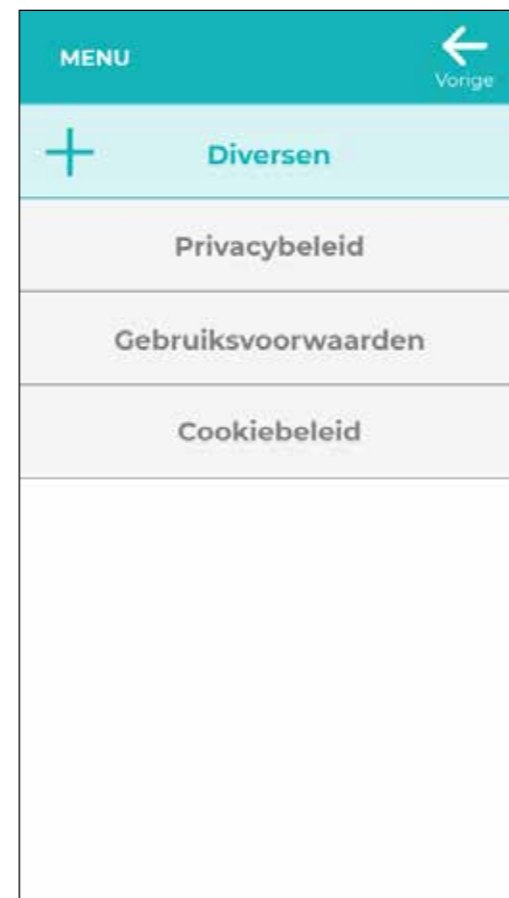 MENU
Vorige
Diversen
Privacybeleid
Gebruiksvoorwaarden
Cookiebeleid